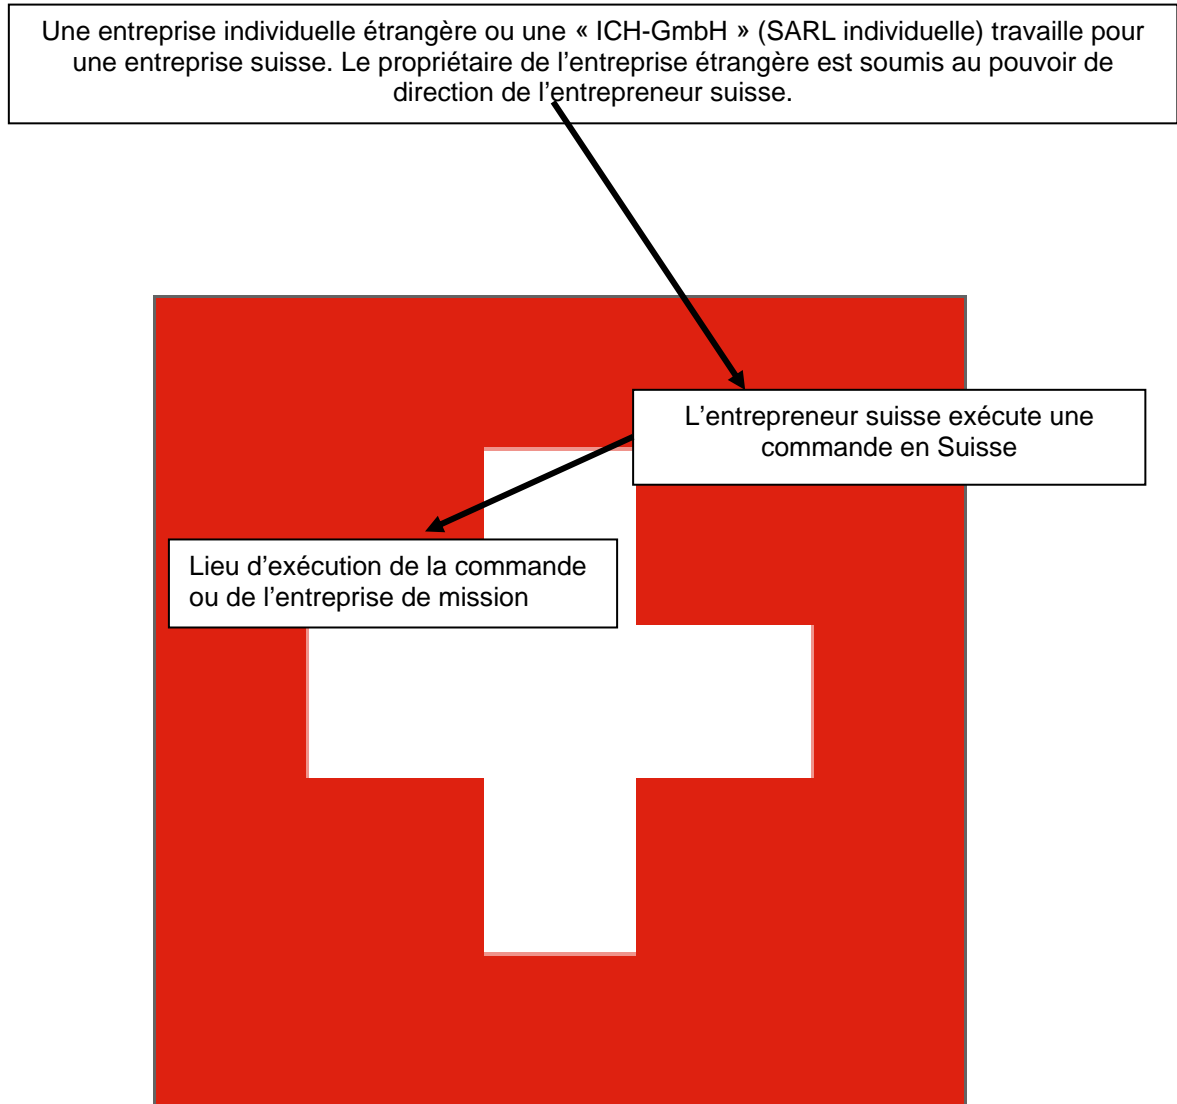 Une entreprise individuelle étrangère ou une « ICH-GmbH » (SARL individuelle) travaille pour
une entreprise suisse. Le propriétaire de l’entreprise étrangère est soumis au pouvoir de
direction de l’entrepreneur suisse.
L’entrepreneur suisse exécute une
commande en Suisse
Lieu d’exécution de la commande
ou de l’entreprise de mission